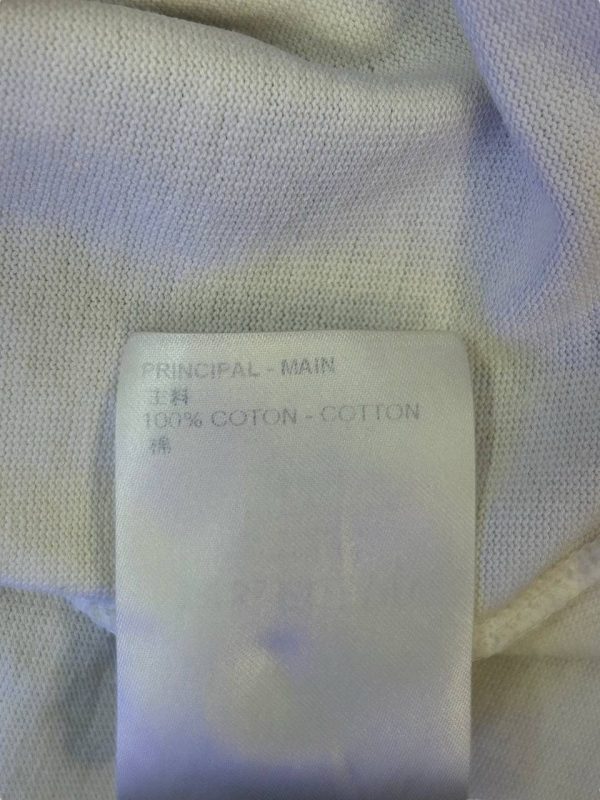 PRINCIPAL - MAIN
主料
100% COTON - COTTON
棉